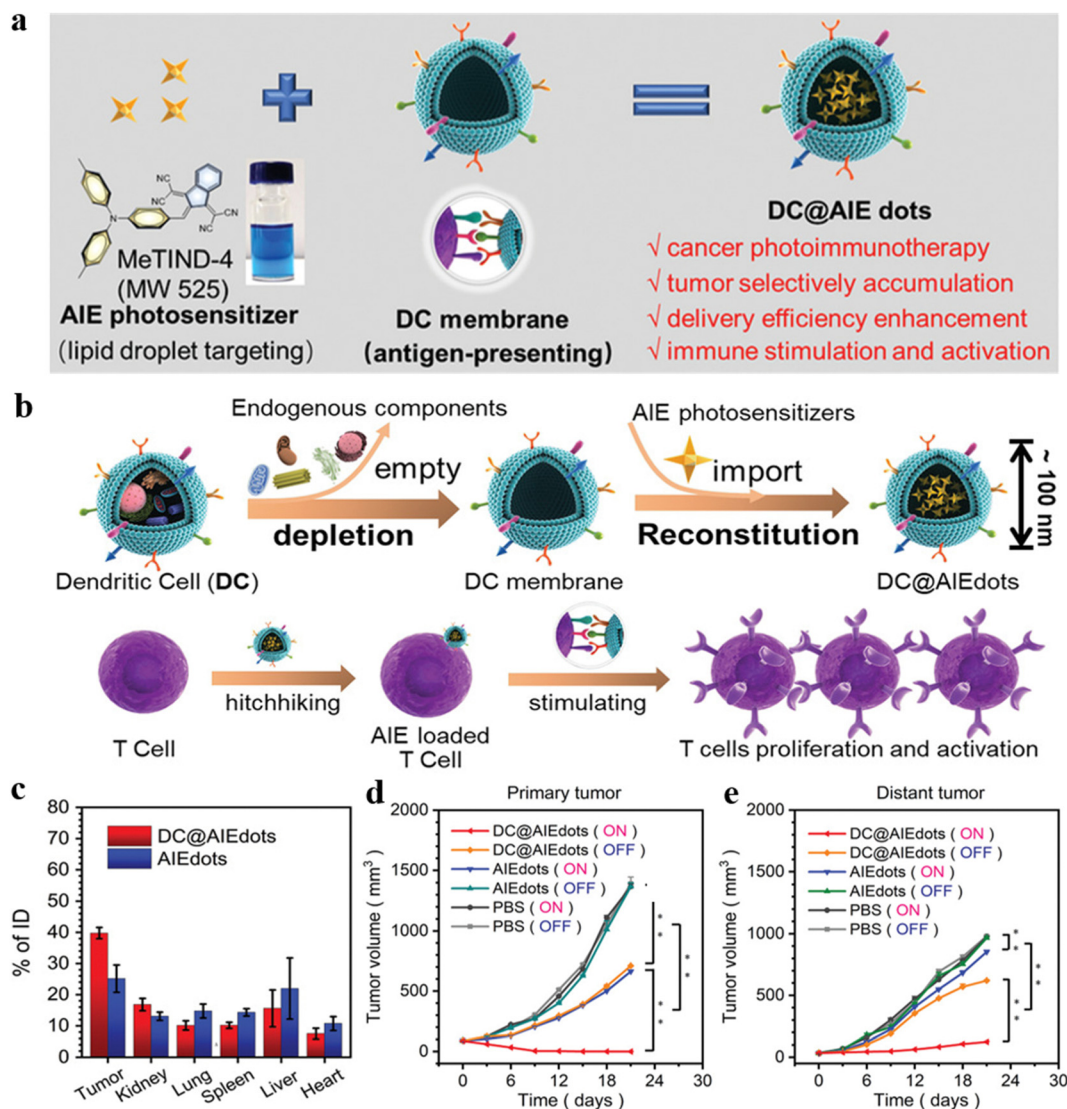 a
MeTIND-4
(MW 525)
AIE photosensitizer
(lipid droplet targeting)
N
CN
CN
NC
NC
DC membrane
(antigen-presenting)
DC@AIE dots
√ cancer photoimmunotherapy
√ tumor selectively accumulation
√ delivery efficiency enhancement
√ immune stimulation and activation
b
Endogenous components
empty
depletion
Dendritic Cell (DC)
DC membrane
AIE photosensitizers
import
Reconstitution
DC@AIEdots
~ 100 nm
T Cell
hitchhiking
AIE loaded
T Cell
stimulating
T cells proliferation and activation
c
% of ID
80
70
60
50
40
30
20
10
0
DC@AIEdots
AIEdots
Tumor
Kidney
Lung
Spleen
Liver
Heart
d
Primary tumor
Tumor volume ( mm³ )
2000
1500
1000
500
0
DC@AIEdots ( ON )
DC@AIEdots ( OFF )
AIEdots ( ON )
AIEdots ( OFF )
PBS ( ON )
PBS ( OFF )
* *
* *
* *
0 6 12 18 24 30
Time ( days )
e
Distant tumor
Tumor volume ( mm³ )
2000
1500
1000
500
0
DC@AIEdots ( ON )
DC@AIEdots ( OFF )
AIEdots ( ON )
AIEdots ( OFF )
PBS ( ON )
PBS ( OFF )
* *
* *
* *
0 6 12 18 24 30
Time ( days )